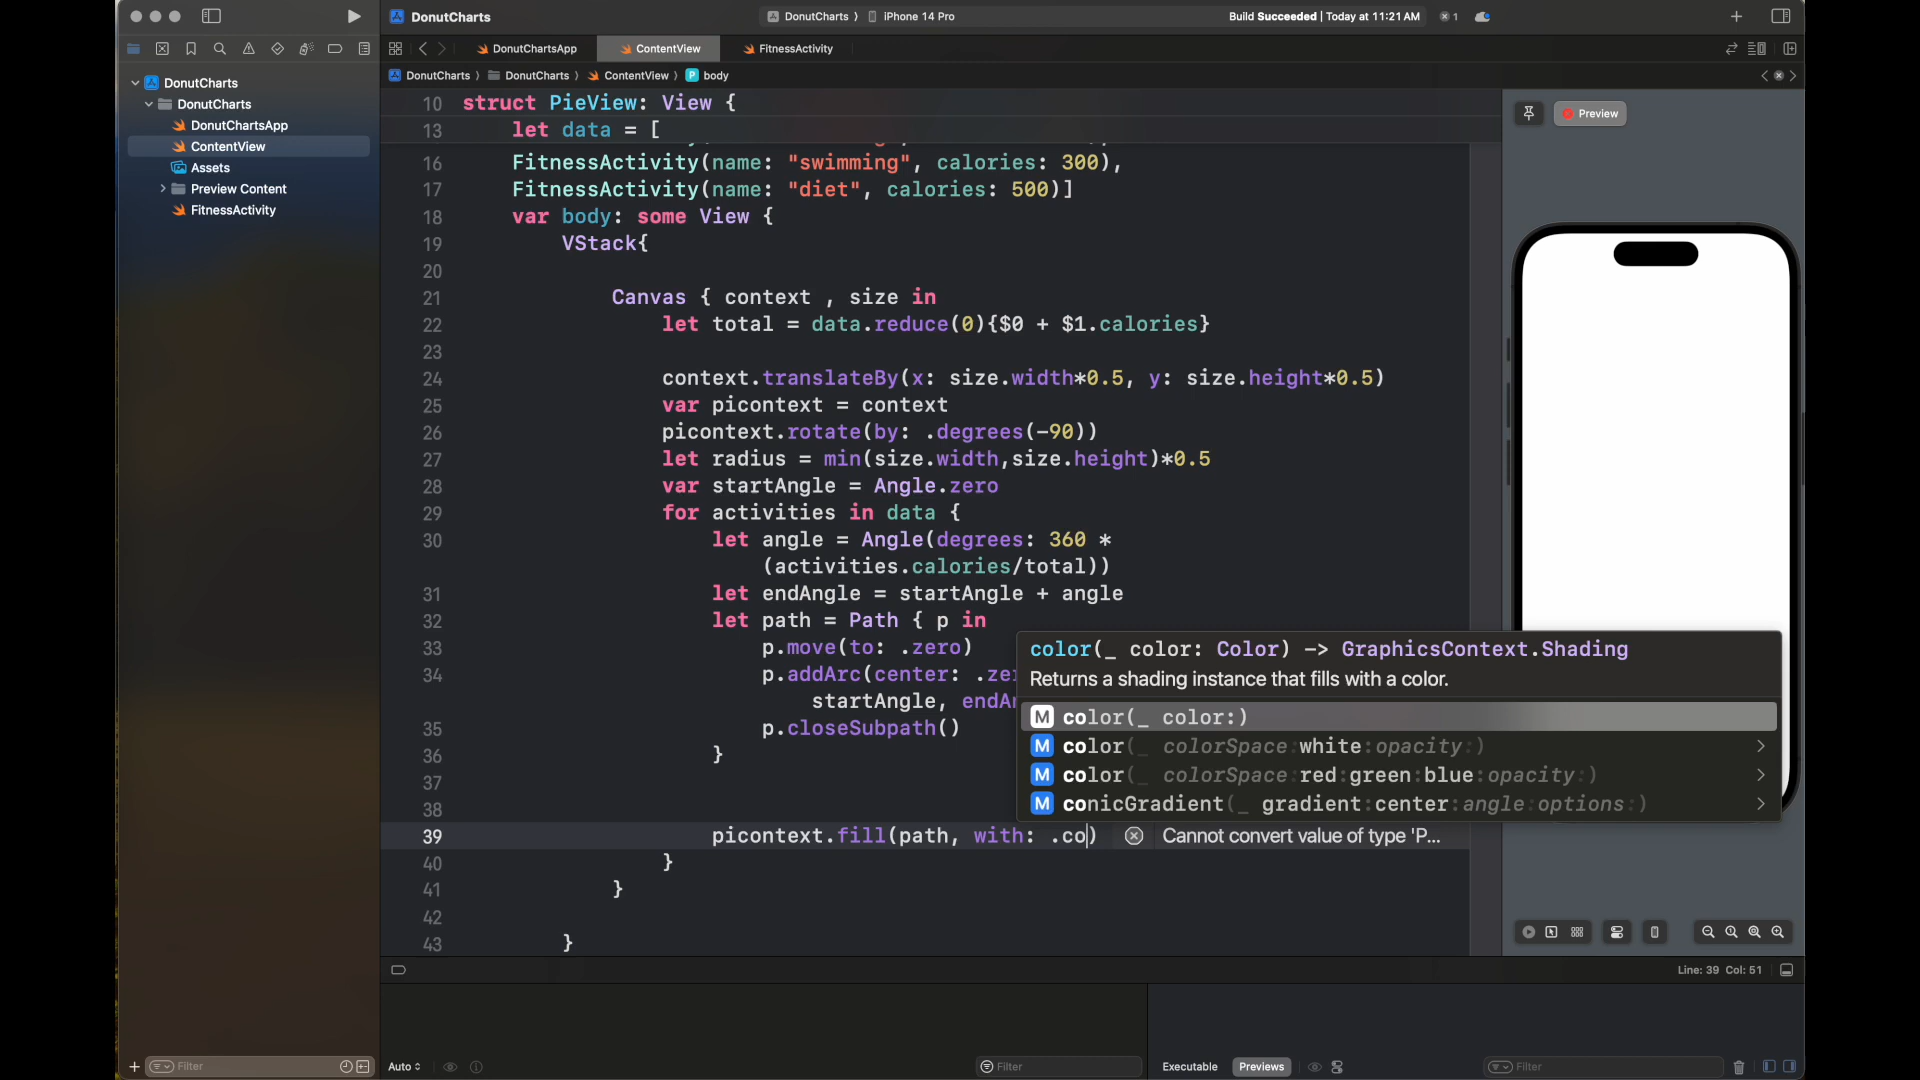 DonutCharts
DonutCharts ⟩ iPhone 14 Pro
Build Succeeded | Today at 11:21 AM
1
DonutChartsApp
ContentView
FitnessActivity
DonutCharts ⟩ DonutCharts ⟩ ContentView ⟩ P body
DonutCharts
DonutCharts
DonutChartsApp
ContentView
Assets
Preview Content
FitnessActivity
10 struct PieView: View {
13 let data = [
16 FitnessActivity(name: "swimming", calories: 300),
17 FitnessActivity(name: "diet", calories: 500)]
18 var body: some View {
19 VStack{
20
21 Canvas { context , size in
22 let total = data.reduce(0){$0 + $1.calories}
23
24 context.translateBy(x: size.width*0.5, y: size.height*0.5)
25 var picontext = context
26 picontext.rotate(by: .degrees(-90))
27 let radius = min(size.width,size.height)*0.5
28 var startAngle = Angle.zero
29 for activities in data {
30 let angle = Angle(degrees: 360 *
(activities.calories/total))
31 let endAngle = startAngle + angle
32 let path = Path { p in
33 p.move(to: .zero)
34 p.addArc(center: .ze
startAngle, endA
35 p.closeSubpath()
36 }
37
38
39 picontext.fill(path, with: .co) Cannot convert value of type 'P...
40 }
41 }
42
43 }
color(_ color: Color) -> GraphicsContext.Shading
Returns a shading instance that fills with a color.
M color(_ color:)
M color(_ colorSpace:white:opacity:)
M color(_ colorSpace:red:green:blue:opacity:)
M conicGradient(_ gradient:center:angle:options:)
Preview
Line: 39 Col: 51
Filter
Auto
Filter
Executable
Previews
Filter